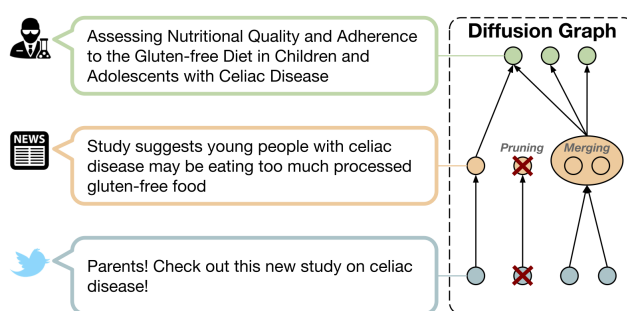 Diffusion Graph
Assessing Nutritional Quality and Adherence
to the Gluten-free Diet in Children and
Adolescents with Celiac Disease
NEWS
Study suggests young people with celiac
disease may be eating too much processed
gluten-free food
Pruning
Merging
Parents! Check out this new study on celiac
disease!